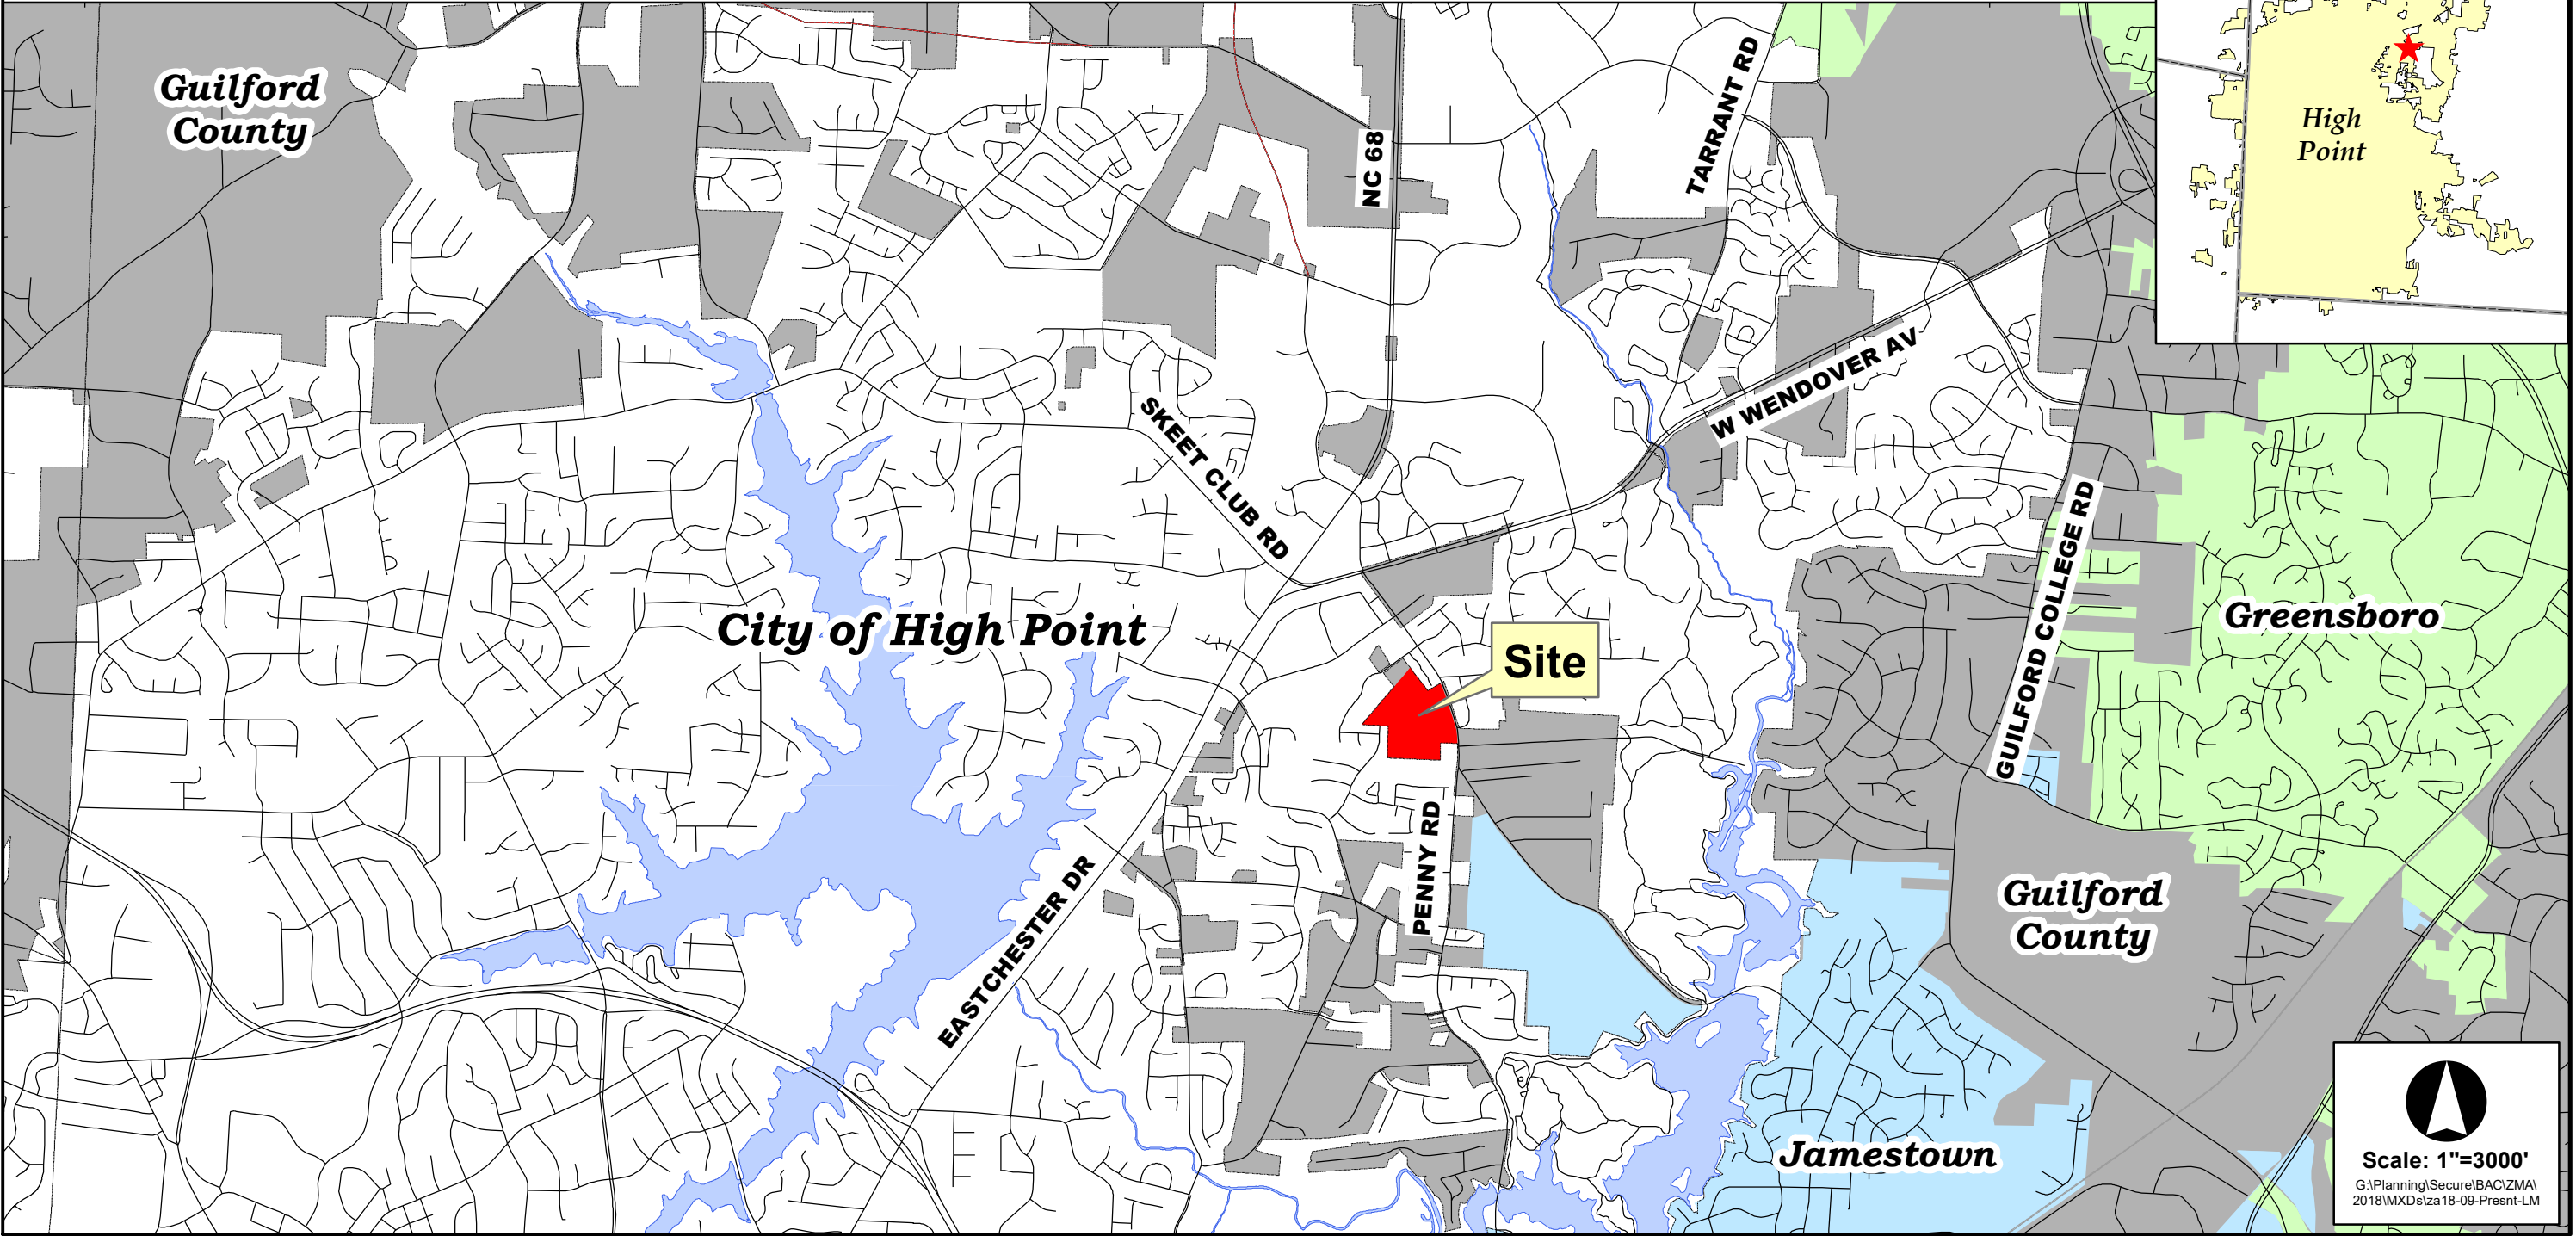 Guilford
County
NC 68
TARRANT RD
High
Point
W WENDOVER AV
SKEET CLUB RD
GUILFORD COLLEGE RD
City of High Point
Site
Greensboro
PENNY RD
EASTCHESTER DR
Guilford
County
Jamestown
Scale: 1"=3000'
G:\Planning\Secure\BAC\ZMA\
2018\MXDs\za18-09-Presnt-LM